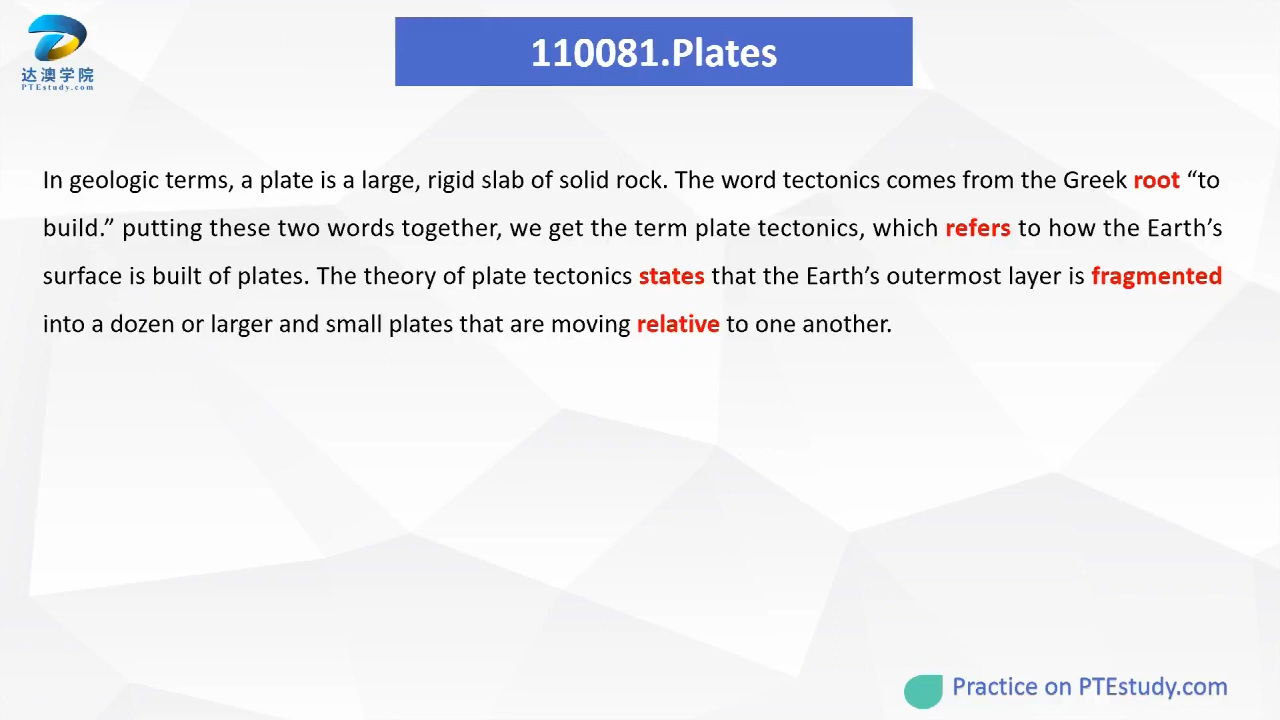 达澳学院
PTEstudy.com
110081.Plates
In geologic terms, a plate is a large, rigid slab of solid rock. The word tectonics comes from the Greek root “to
build.” putting these two words together, we get the term plate tectonics, which refers to how the Earth’s
surface is built of plates. The theory of plate tectonics states that the Earth’s outermost layer is fragmented
into a dozen or larger and small plates that are moving relative to one another.
Practice on PTEstudy.com